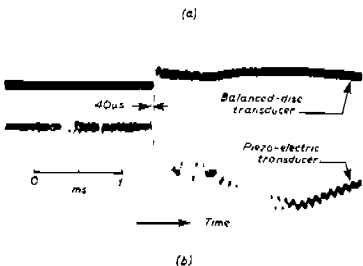 (a)
40μs
Balanced-disc
transducer
Piezo-electric
transducer
0 1
ms
Time
(b)